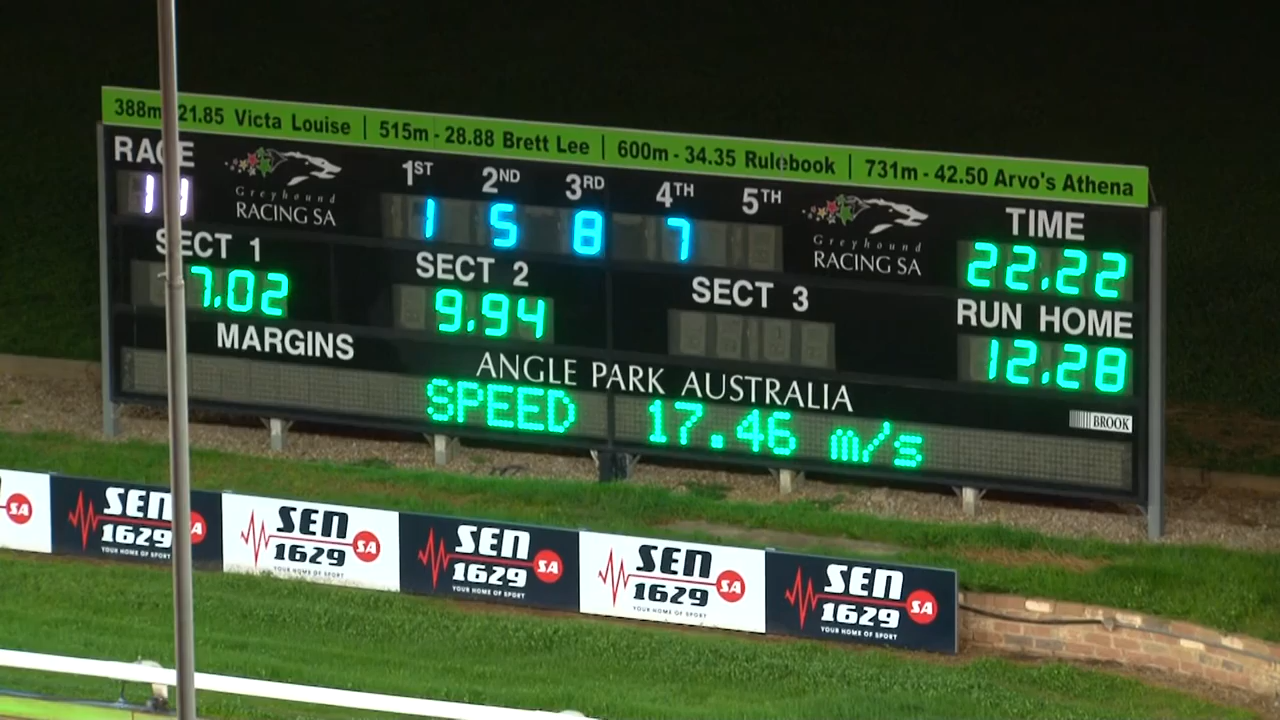 388m 21.85 Victa Louise | 515m - 28.88 Brett Lee | 600m - 34.35 Rulebook | 731m - 42.50 Arvo's Athena
RACE
11
Greyhound
RACING SA
1ST 2ND 3RD 4TH 5TH
1 5 8 7
Greyhound
RACING SA
TIME
22.22
SECT 1
7.02
SECT 2
9.94
SECT 3
RUN HOME
12.28
MARGINS
ANGLE PARK AUSTRALIA
BROOK
SPEED 17.46 m/s
SA
SEN
1629
YOUR HOME OF SPORT
SEN
1629 SA
YOUR HOME OF SPORT
SEN
1629 SA
YOUR HOME OF SPORT
SEN
1629 SA
YOUR HOME OF SPORT
SEN
1629 SA
YOUR HOME OF SPORT